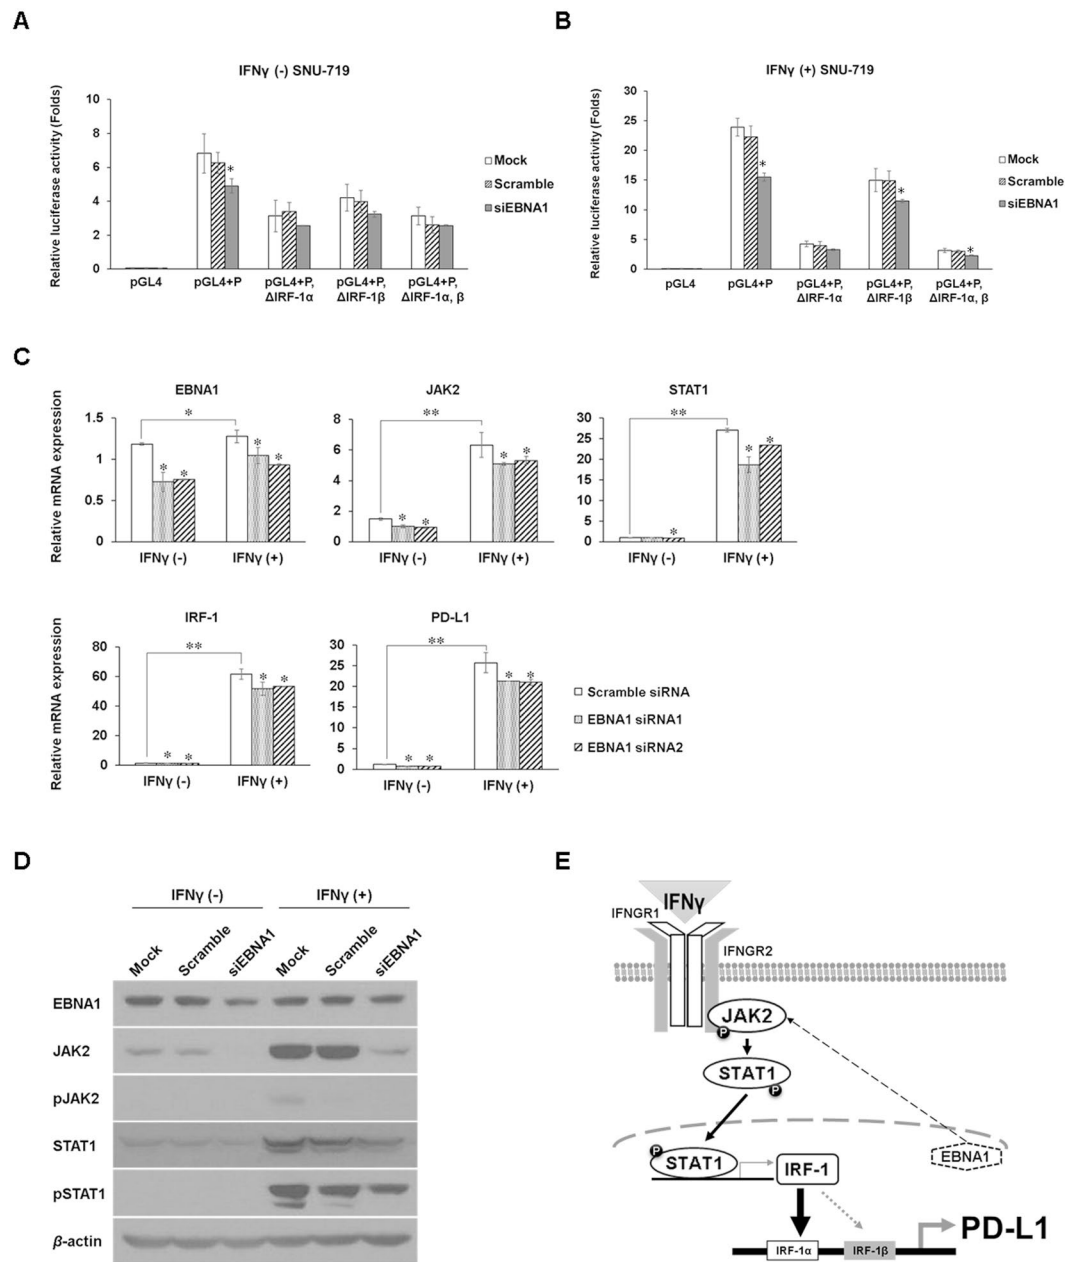 A
IFNγ (-) SNU-719
Relative luciferase activity (Folds)
10
8
6
4
2
0
*
pGL4
pGL4+P
pGL4+P,
ΔIRF-1α
pGL4+P,
ΔIRF-1β
pGL4+P,
ΔIRF-1α, β
Mock
Scramble
siEBNA1
B
IFNγ (+) SNU-719
Relative luciferase activity (Folds)
30
25
20
15
10
5
0
*
*
*
pGL4
pGL4+P
pGL4+P,
ΔIRF-1α
pGL4+P,
ΔIRF-1β
pGL4+P,
ΔIRF-1α, β
Mock
Scramble
siEBNA1
C
EBNA1
Relative mRNA expression
1.5
1
0.5
0
*
* *
* *
IFNγ (-) IFNγ (+)
JAK2
8
6
4
2
0
**
* *
* *
IFNγ (-) IFNγ (+)
STAT1
30
25
20
15
10
5
0
**
*
* *
IFNγ (-) IFNγ (+)
IRF-1
Relative mRNA expression
80
60
40
20
0
**
* *
* *
IFNγ (-) IFNγ (+)
PD-L1
30
25
20
15
10
5
0
**
* *
* *
IFNγ (-) IFNγ (+)
Scramble siRNA
EBNA1 siRNA1
EBNA1 siRNA2
D
IFNγ (-) IFNγ (+)
Mock Scramble siEBNA1 Mock Scramble siEBNA1
EBNA1
JAK2
pJAK2
STAT1
pSTAT1
β-actin
E
IFNγ
IFNGR1
IFNGR2
JAK2
P
STAT1
P
P
STAT1
IRF-1
EBNA1
PD-L1
IRF-1α IRF-1β